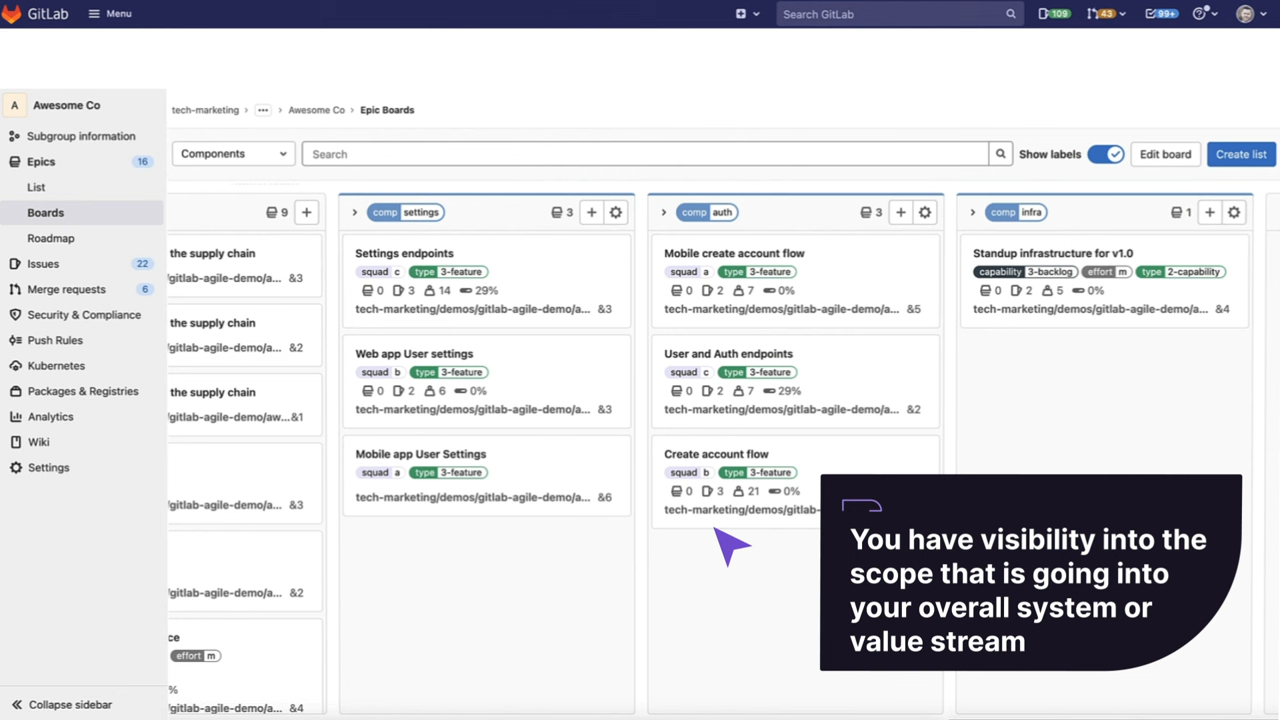 GitLab
Menu
Search GitLab
109
43
99+
A Awesome Co
tech-marketing › ••• › Awesome Co › Epic Boards
Subgroup information
Epics 16
List
Boards
Roadmap
Issues 22
Merge requests 6
Security & Compliance
Push Rules
Kubernetes
Packages & Registries
Analytics
Wiki
Settings
Collapse sidebar
Components
Search
Show labels
Edit board
Create list
9
the supply chain
/gitlab-agile-demo/a... &3
the supply chain
/gitlab-agile-demo/a... &2
the supply chain
/gitlab-agile-demo/aw...&1
/gitlab-agile-demo/a... &3
/gitlab-agile-demo/a... &2
ce
effort m
%
/gitlab-agile-demo/a... &4
comp settings 3
Settings endpoints
squad c type 3-feature
0 3 14 29%
tech-marketing/demos/gitlab-agile-demo/a... &3
Web app User settings
squad b type 3-feature
0 2 6 0%
tech-marketing/demos/gitlab-agile-demo/a... &3
Mobile app User Settings
squad a type 3-feature
tech-marketing/demos/gitlab-agile-demo/a... &6
comp auth 3
Mobile create account flow
squad a type 3-feature
0 2 7 0%
tech-marketing/demos/gitlab-agile-demo/a... &5
User and Auth endpoints
squad c type 3-feature
0 2 7 29%
tech-marketing/demos/gitlab-agile-demo/a... &2
Create account flow
squad b type 3-feature
0 3 21 0%
tech-marketing/demos/gitlab-
comp infra 1
Standup infrastructure for v1.0
capability 3-backlog effort m type 2-capability
0 2 5 0%
tech-marketing/demos/gitlab-agile-demo/a... &4
You have visibility into the
scope that is going into
your overall system or
value stream